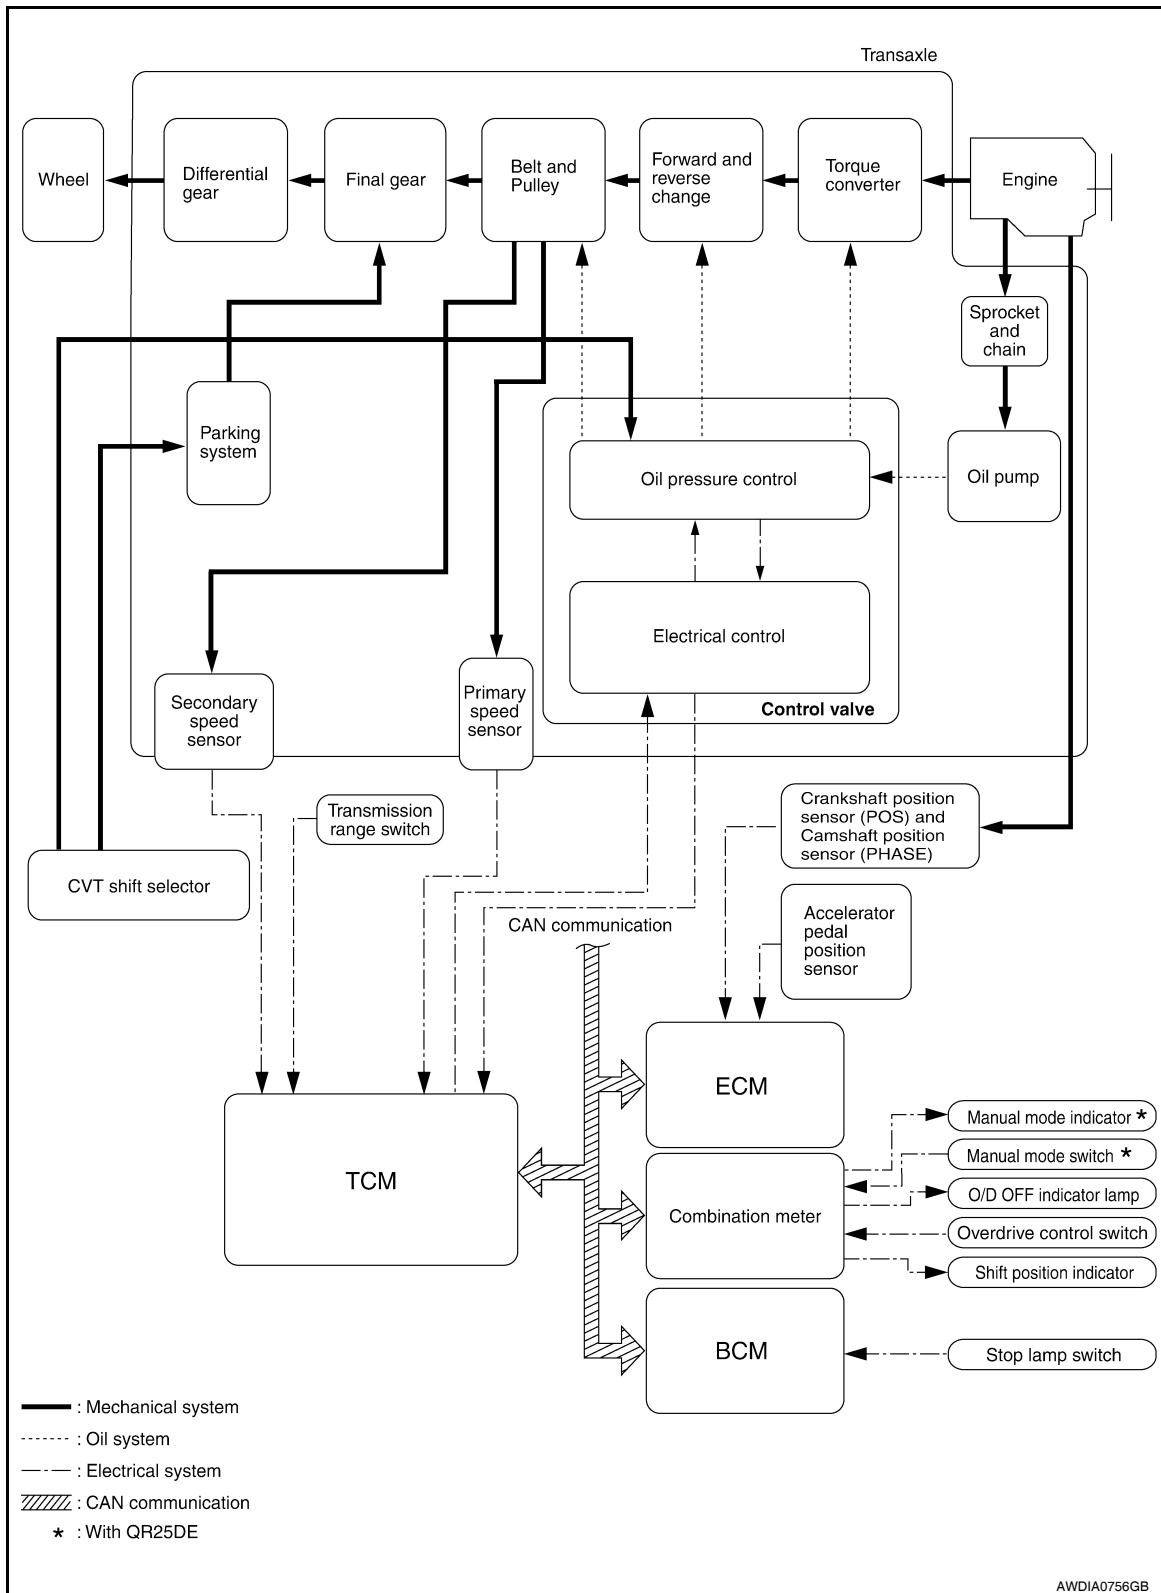 Transaxle
Wheel
Differential
gear
Final gear
Belt and
Pulley
Forward and
reverse
change
Torque
converter
Engine
Sprocket
and
chain
Parking
system
Oil pressure control
Oil pump
Electrical control
Control valve
Secondary
speed
sensor
Primary
speed
sensor
Transmission
range switch
Crankshaft position
sensor (POS) and
Camshaft position
sensor (PHASE)
CVT shift selector
Accelerator
pedal
position
sensor
CAN communication
ECM
TCM
Combination meter
BCM
Manual mode indicator *
Manual mode switch *
O/D OFF indicator lamp
Overdrive control switch
Shift position indicator
Stop lamp switch
: Mechanical system
: Oil system
: Electrical system
: CAN communication
* : With QR25DE
AWDIA0756GB